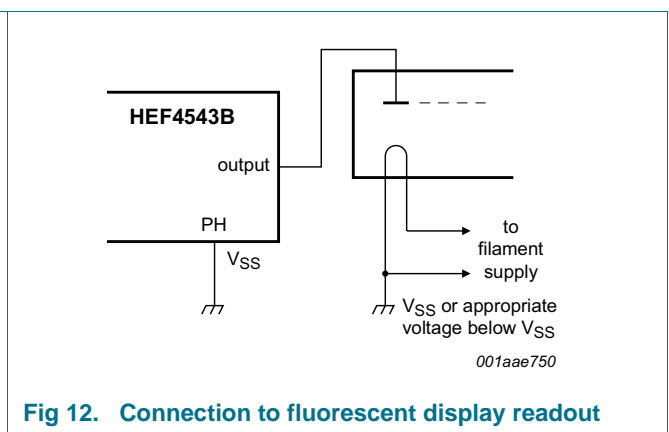 HEF4543B
output
PH
VSS
to
filament
supply
VSS or appropriate
voltage below VSS
001aae750
Fig 12. Connection to fluorescent display readout